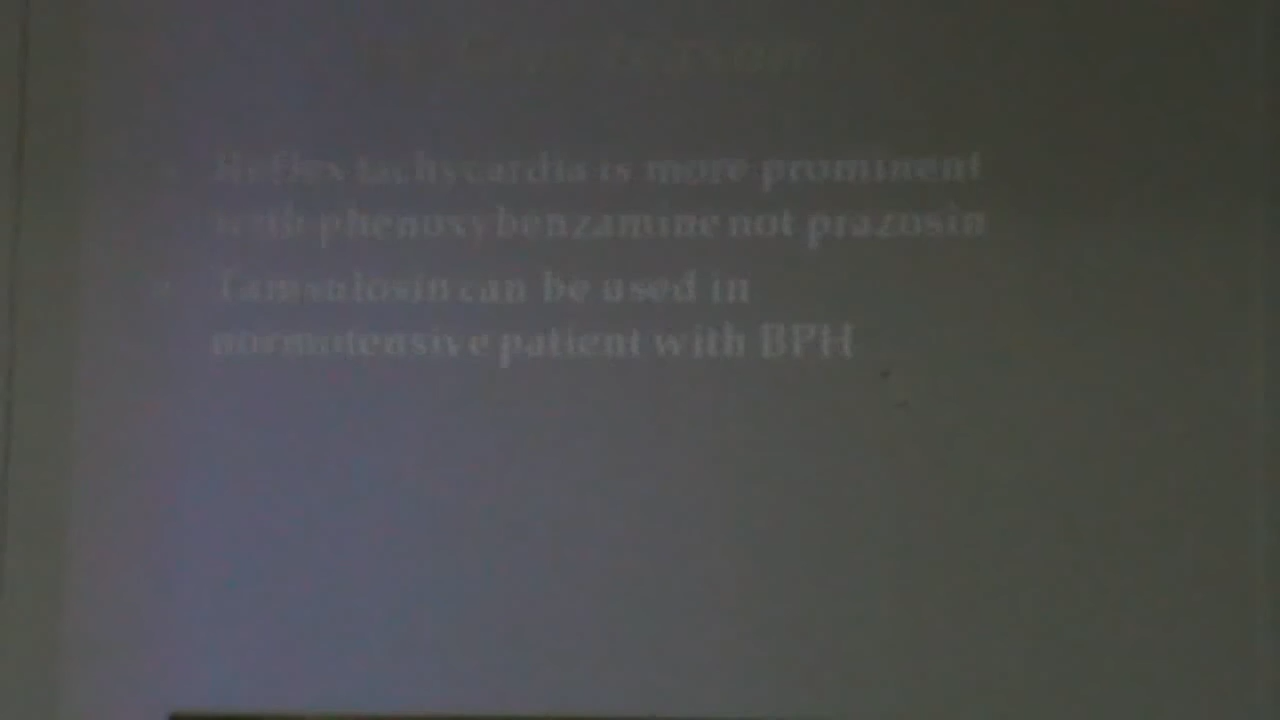 Reflex tachycardia is more prominent
with phenoxybenzamine not prazosin
Tamsulosin can be used in
normotensive patient with BPH